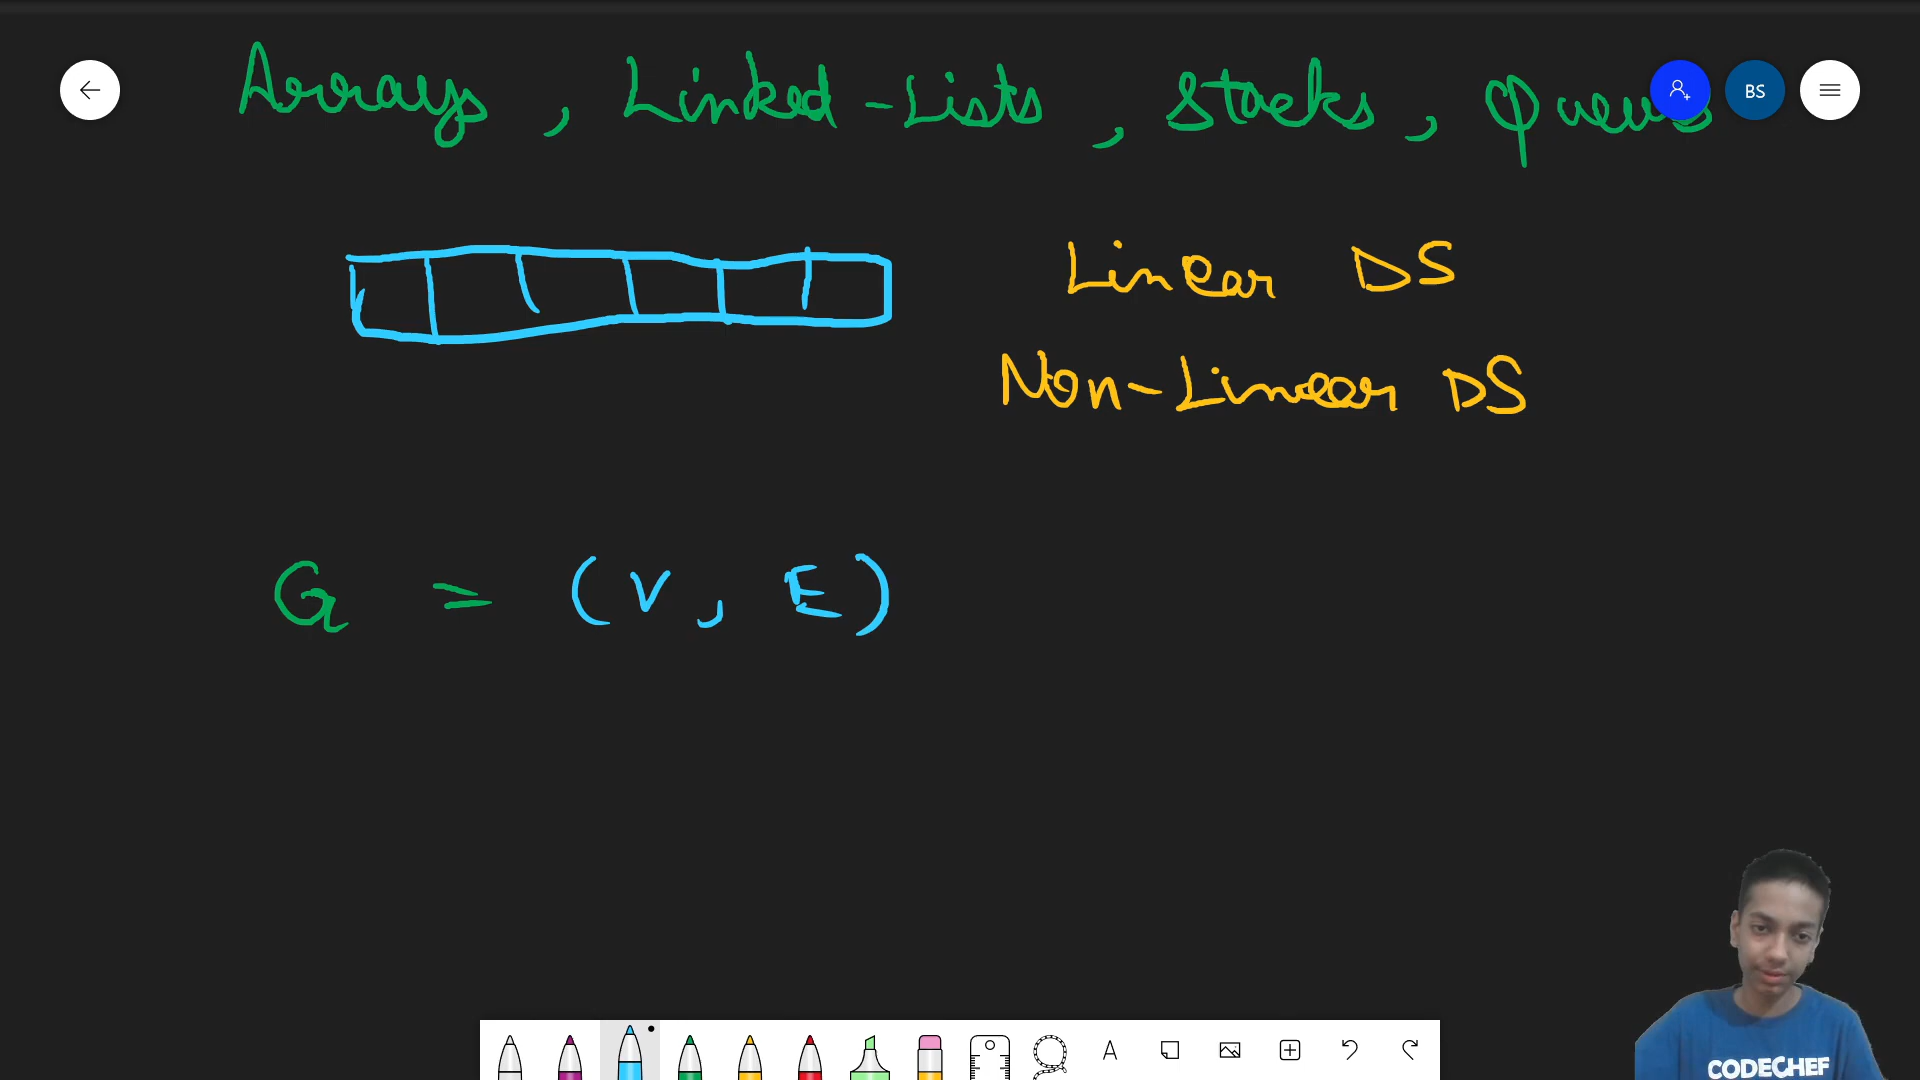 Arrays, Linked-Lists, Stacks, Queues
BS
Linear DS
Non-Linear DS
G = (V, E)
A
CODECHEF